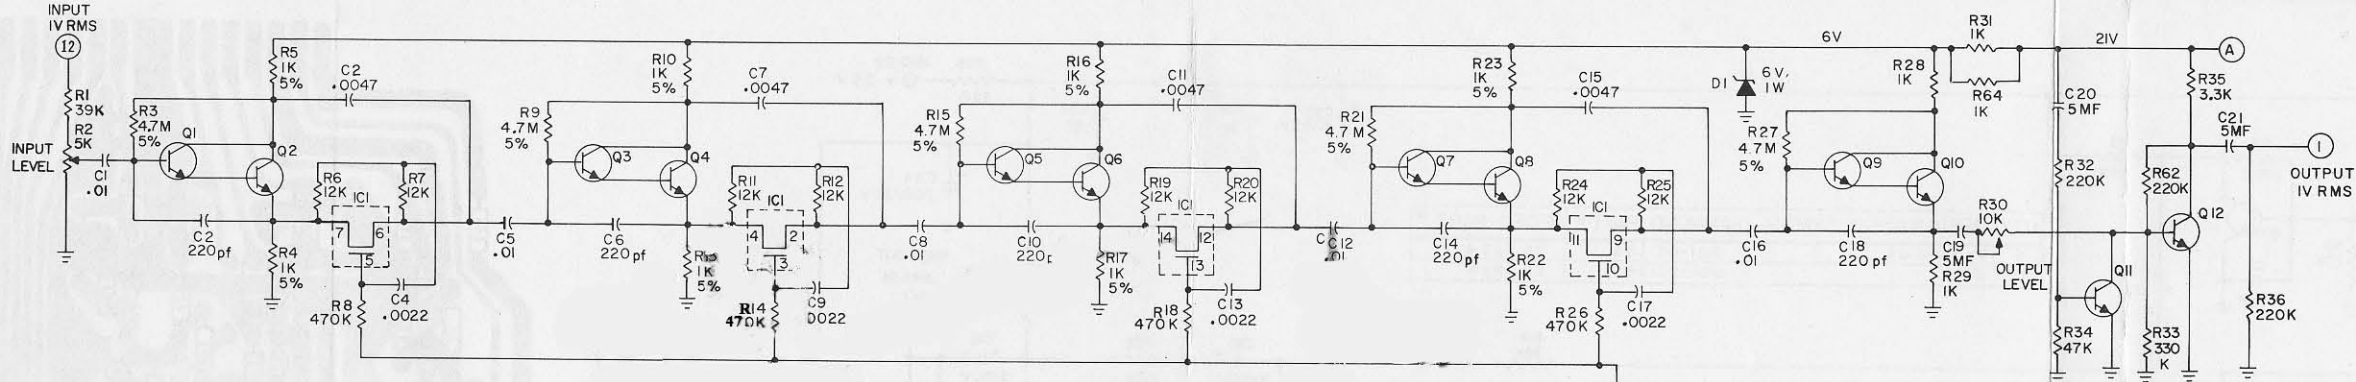 INPUT
IV RMS
12
R1
39K
R2
5K
INPUT
LEVEL
C1
.01
R3
4.7M
5%
Q1
Q2
R5
1K
5%
C2
.0047
C2
220pf
R4
1K
5%
R6
12K
R7
12K
IC1
7
6
5
R8
470K
C4
.0022
C5
.01
R9
4.7M
5%
Q3
Q4
R10
1K
5%
C7
.0047
C6
220pf
1K
5%
R11
12K
R12
12K
IC1
4
2
3
R14
470K
C9
0022
C8
.01
R15
4.7M
5%
Q5
Q6
R16
1K
5%
C11
.0047
C10
220
R17
1K
5%
R19
12K
R20
12K
IC1
14
12
13
R18
470K
C13
.0022
C12
.01
R21
4.7M
5%
Q7
Q8
R23
1K
5%
C15
.0047
C14
220pf
R22
1K
5%
R24
12K
R25
12K
IC1
11
9
10
R26
470K
C17
.0022
C16
.01
D1
6V,
1W
R27
4.7M
5%
Q9
Q10
6V
R28
1K
C18
220pf
C19
5MF
R29
1K
R30
10K
OUTPUT
LEVEL
R31
1K
R64
1K
21V
C20
5MF
R32
220K
R34
47K
Q11
R62
220K
R33
330
K
Q12
R35
3.3K
A
C21
5MF
R36
220K
1
OUTPUT
IV RMS